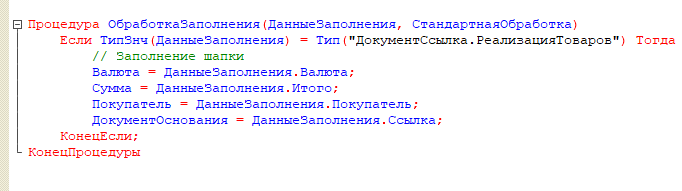 Процедура ОбработкаЗаполнения(ДанныеЗаполнения, СтандартнаяОбработка)
Если ТипЗнч(ДанныеЗаполнения) = Тип("ДокументСсылка.РеализацияТоваров") Тогда
// Заполнение шапки
Валюта = ДанныеЗаполнения.Валюта;
Сумма = ДанныеЗаполнения.Итого;
Покупатель = ДанныеЗаполнения.Покупатель;
ДокументОснования = ДанныеЗаполнения.Ссылка;
КонецЕсли;
КонецПроцедуры